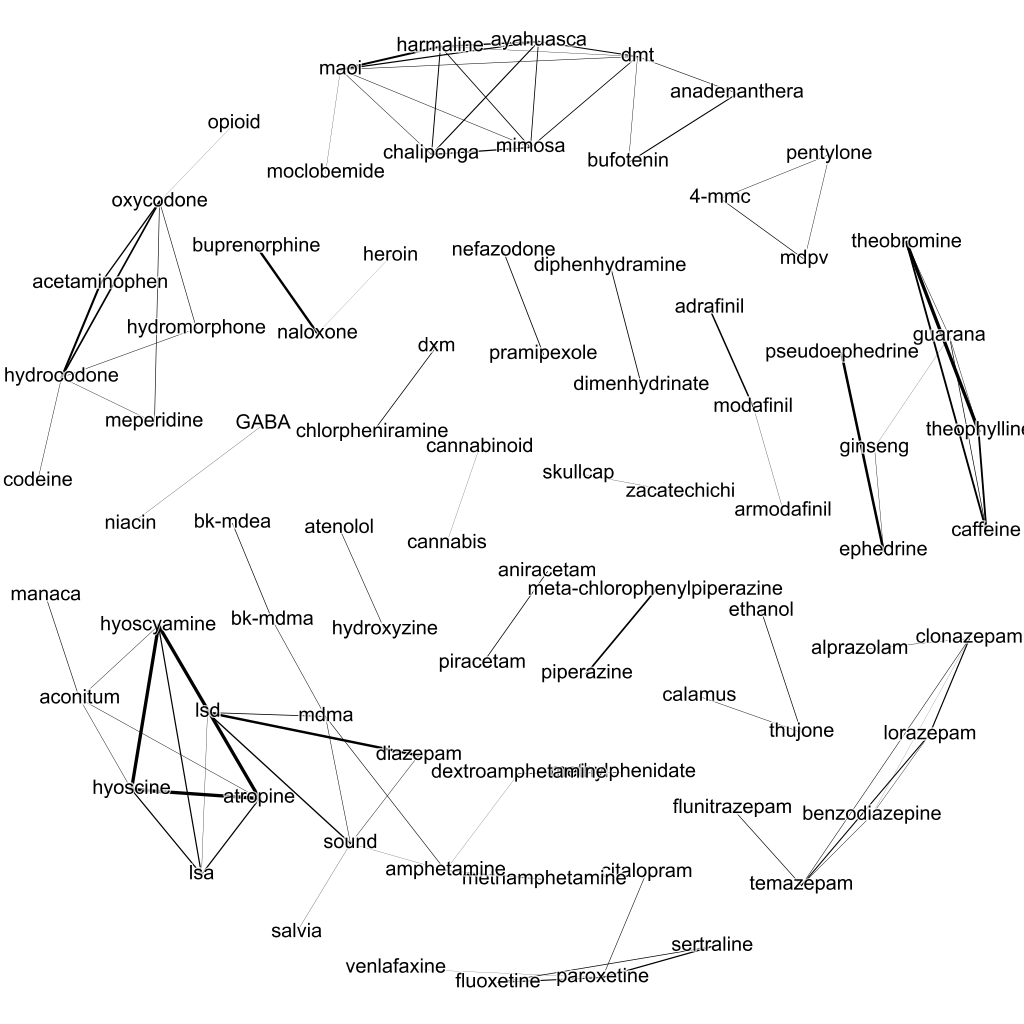 harmaline
ayahuasca
maoi
dmt
anadenanthera
opioid
chaliponga
mimosa
bufotenin
pentylone
moclobemide
oxycodone
4-mmc
buprenorphine
heroin
nefazodone
diphenhydramine
mdpv
theobromine
acetaminophen
adrafinil
hydromorphone
naloxone
guarana
dxm
pramipexole
pseudoephedrine
hydrocodone
dimenhydrinate
modafinil
meperidine
GABA
chlorpheniramine
theophylline
cannabinoid
ginseng
codeine
skullcap
zacatechichi
armodafinil
niacin
bk-mdea
atenolol
caffeine
cannabis
ephedrine
aniracetam
manaca
meta-chlorophenylpiperazine
ethanol
hyoscyamine
bk-mdma
hydroxyzine
clonazepam
alprazolam
piracetam
piperazine
aconitum
calamus
lsd
mdma
thujone
lorazepam
diazepam
dextroamphetamine
methylphenidate
hyoscine
atropine
flunitrazepam
benzodiazepine
sound
lsa
amphetamine
methamphetamine
citalopram
temazepam
salvia
sertraline
venlafaxine
fluoxetine
paroxetine